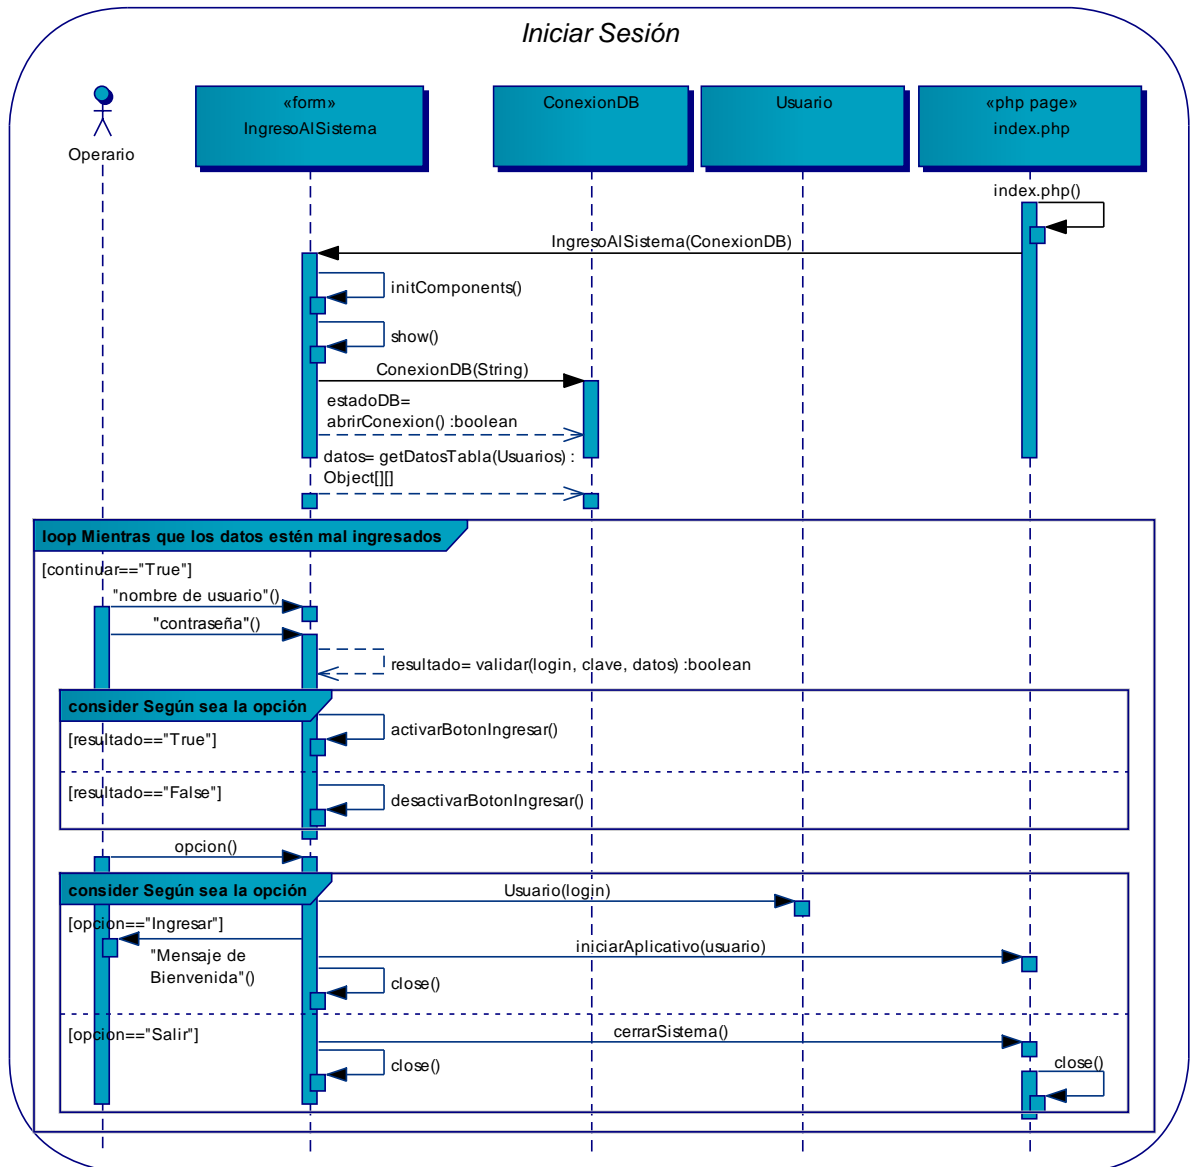 Iniciar Sesión
Operario
«form»
IngresoAlSistema
ConexionDB
Usuario
«php page»
index.php
index.php()
IngresoAlSistema(ConexionDB)
initComponents()
show()
ConexionDB(String)
estadoDB=
abrirConexion() :boolean
datos= getDatosTabla(Usuarios) :
Object[][]
loop Mientras que los datos estén mal ingresados
[continuar=="True"]
"nombre de usuario"()
"contraseña"()
resultado= validar(login, clave, datos) :boolean
consider Según sea la opción
[resultado=="True"]
activarBotonIngresar()
[resultado=="False"]
desactivarBotonIngresar()
opcion()
consider Según sea la opción
Usuario(login)
[opcion=="Ingresar"]
"Mensaje de
Bienvenida"()
iniciarAplicativo(usuario)
close()
[opcion=="Salir"]
cerrarSistema()
close()
close()